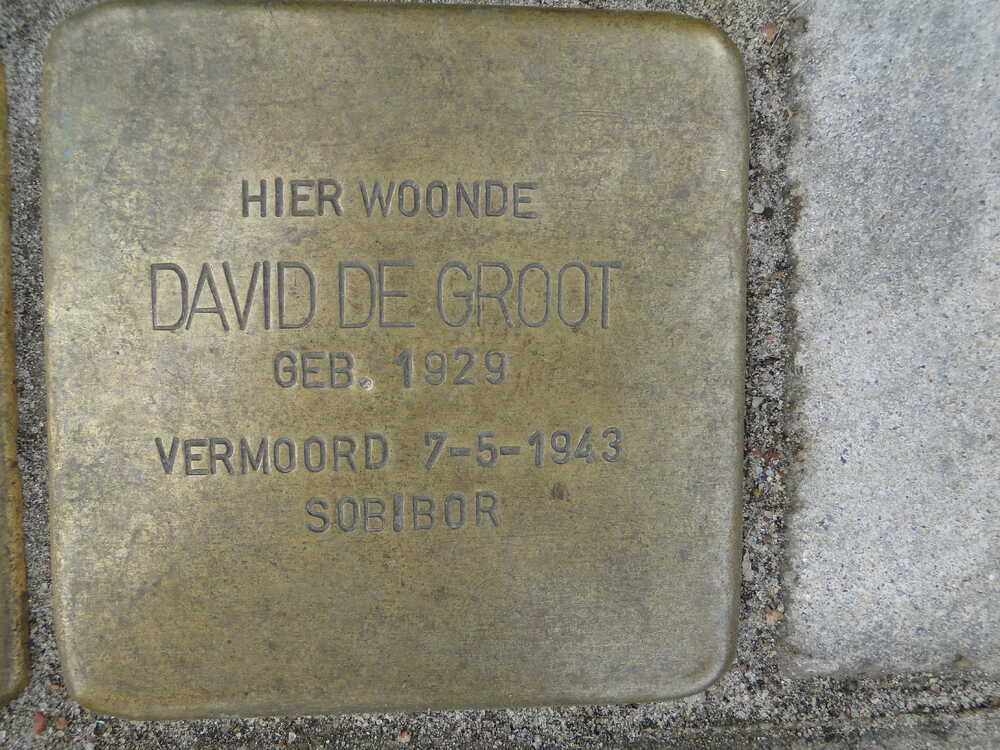 HIER WOONDE
DAVID DE GROOT
GEB. 1929
VERMOORD 7-5-1943
SOBIBOR